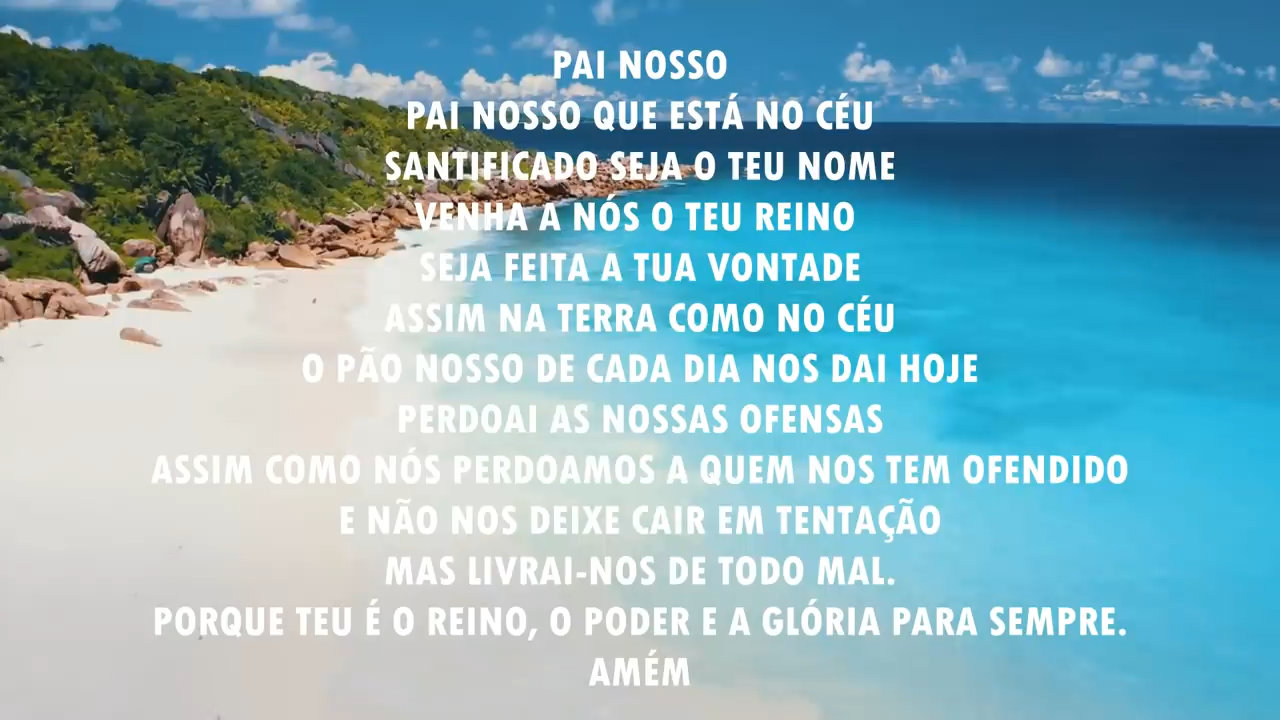 PAI NOSSO
PAI NOSSO QUE ESTÁ NO CÉU
SANTIFICADO SEJA O TEU NOME
VENHA A NÓS O TEU REINO
SEJA FEITA A TUA VONTADE
ASSIM NA TERRA COMO NO CÉU
O PÃO NOSSO DE CADA DIA NOS DAI HOJE
PERDOAI AS NOSSAS OFENSAS
ASSIM COMO NÓS PERDOAMOS A QUEM NOS TEM OFENDIDO
E NÃO NOS DEIXE CAIR EM TENTAÇÃO
MAS LIVRAI-NOS DE TODO MAL.
PORQUE TEU É O REINO, O PODER E A GLÓRIA PARA SEMPRE.
AMÉM